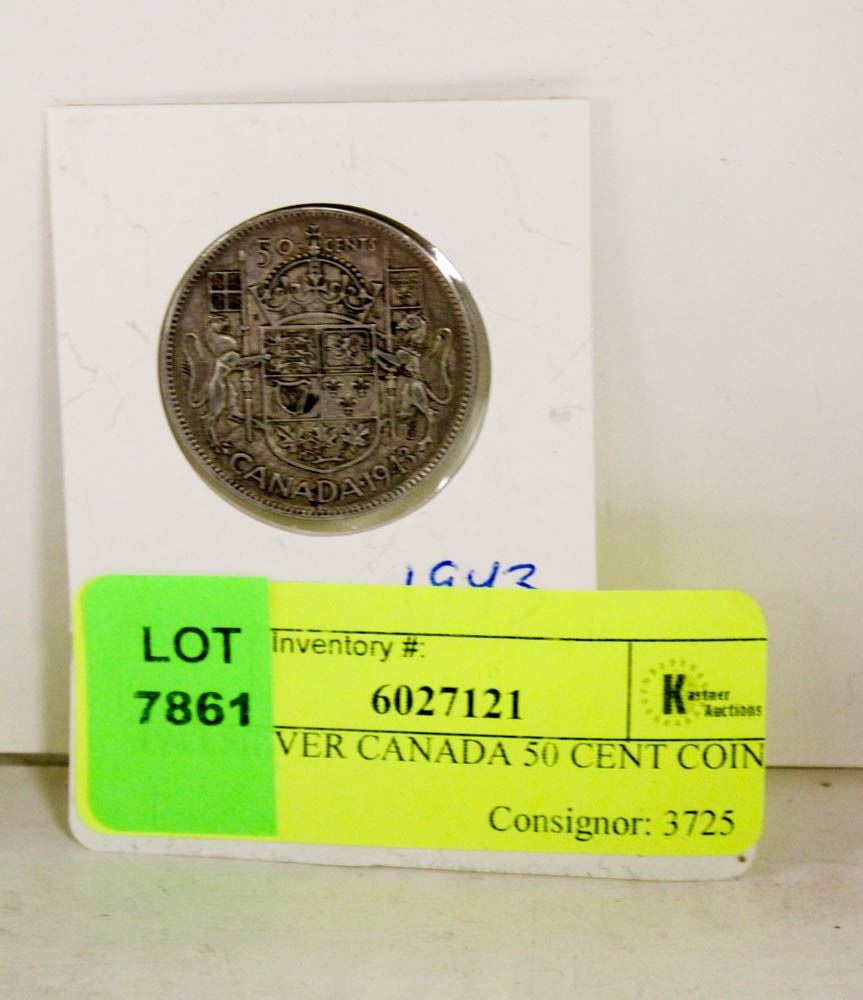 50 CENTS
CANADA 1943
1943
LOT
7861
Inventory #:
6027121
Kastner
Auctions
VER CANADA 50 CENT COIN
Consignor: 3725